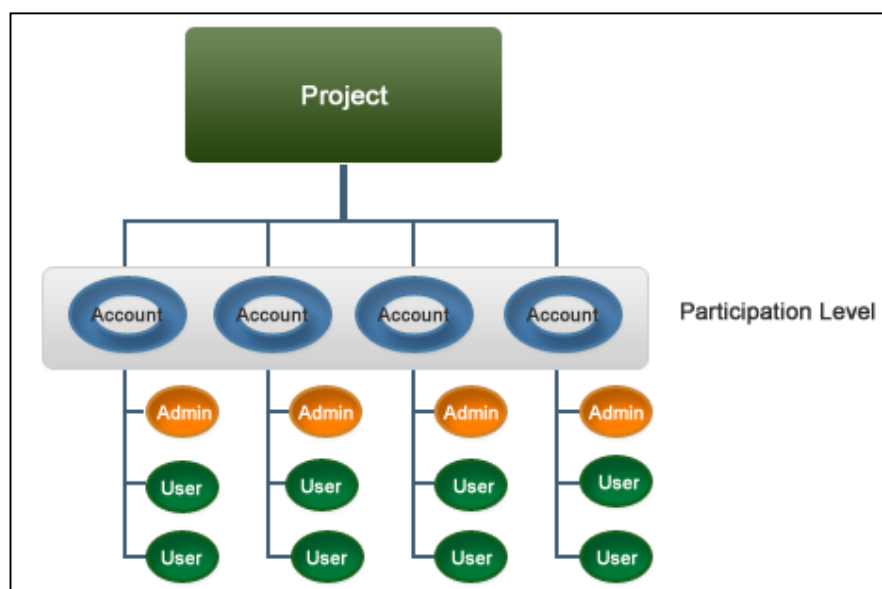 Project
Account Account Account Account Participation Level
Admin Admin Admin Admin
User User User User
User User User User